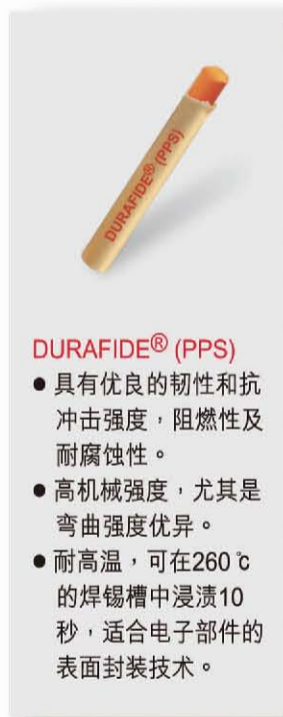 DURAFIDE® (PPS)
DURAFIDE® (PPS)
● 具有优良的韧性和抗
冲击强度，阻燃性及
耐腐蚀性。
● 高机械强度，尤其是
弯曲强度优异。
● 耐高温，可在260℃
的焊锡槽中浸渍10
秒，适合电子部件的
表面封装技术。